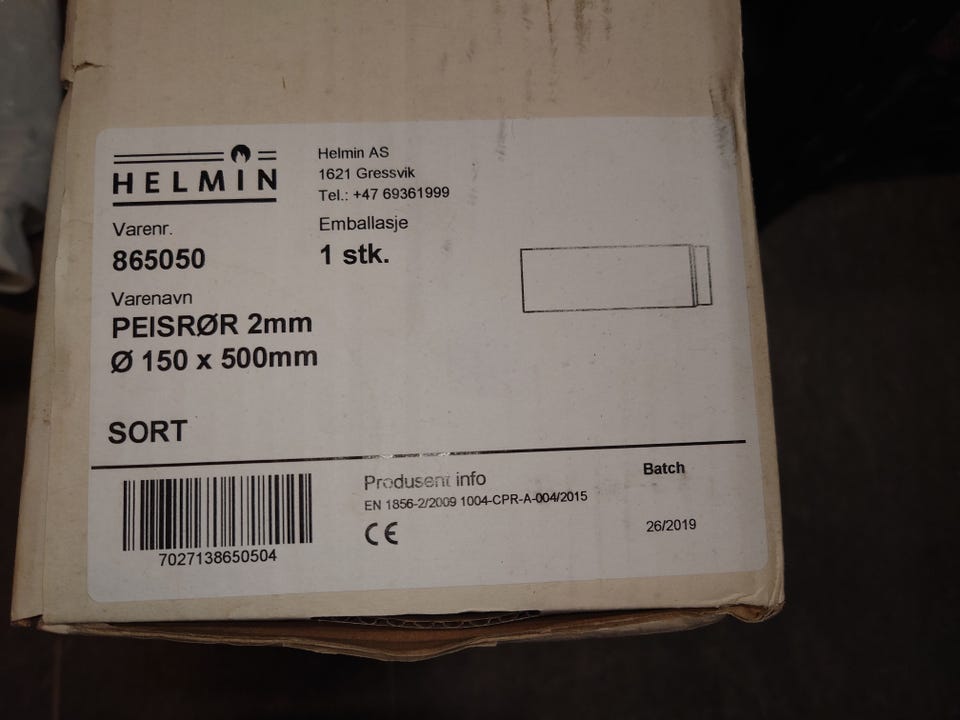 HELMIN
Helmin AS
1621 Gressvik
Tel.: +47 69361999
Varenr.
865050
Emballasje
1 stk.
Varenavn
PEISRØR 2mm
Ø 150 x 500mm
SORT
7027138650504
Produsent info
EN 1856-2/2009 1004-CPR-A-004/2015
CE
Batch
26/2019